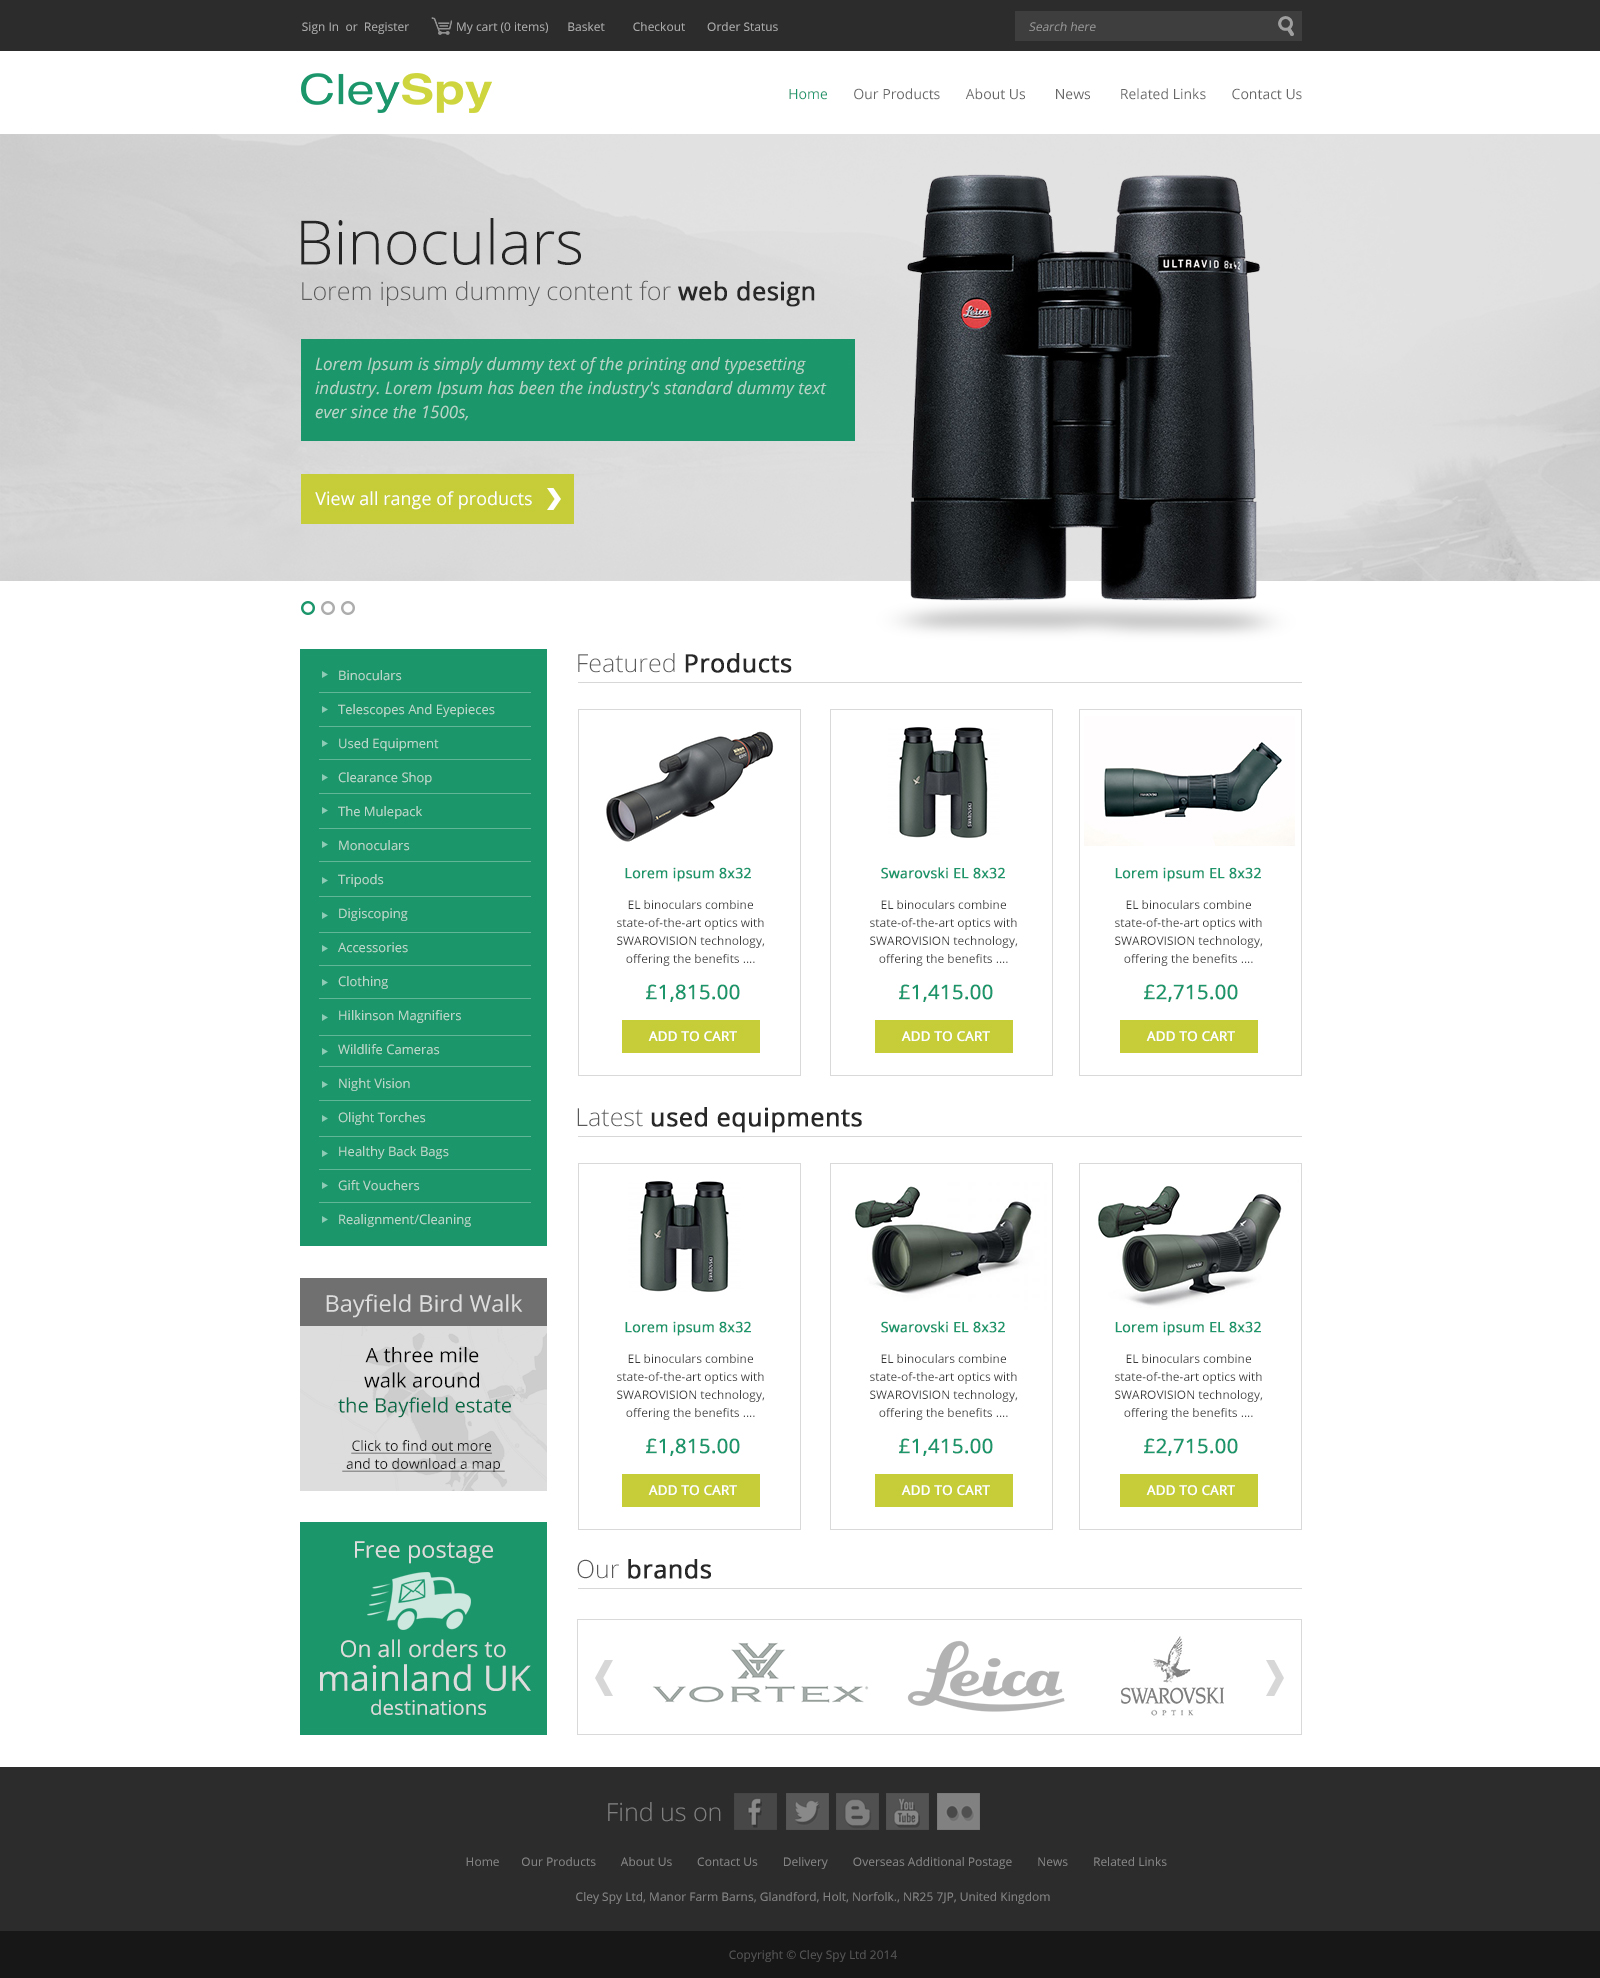 Sign In or Register My cart (0 items) Basket Checkout Order Status Search here
CleySpy
Home Our Products About Us News Related Links Contact Us
Binoculars
Lorem ipsum dummy content for web design
Lorem Ipsum is simply dummy text of the printing and typesetting
industry. Lorem Ipsum has been the industry's standard dummy text
ever since the 1500s,
View all range of products
ULTRAVID 8x42
Leica
Binoculars
Telescopes And Eyepieces
Used Equipment
Clearance Shop
The Mulepack
Monoculars
Tripods
Digiscoping
Accessories
Clothing
Hilkinson Magnifiers
Wildlife Cameras
Night Vision
Olight Torches
Healthy Back Bags
Gift Vouchers
Realignment/Cleaning
Bayfield Bird Walk
A three mile
walk around
the Bayfield estate
Click to find out more
and to download a map
Free postage
On all orders to
mainland UK
destinations
Featured Products
Lorem ipsum 8x32
EL binoculars combine
state-of-the-art optics with
SWAROVISION technology,
offering the benefits ....
£1,815.00
ADD TO CART
SWAROVSKI
Swarovski EL 8x32
EL binoculars combine
state-of-the-art optics with
SWAROVISION technology,
offering the benefits ....
£1,415.00
ADD TO CART
Lorem ipsum EL 8x32
EL binoculars combine
state-of-the-art optics with
SWAROVISION technology,
offering the benefits ....
£2,715.00
ADD TO CART
Latest used equipments
SWAROVSKI
Lorem ipsum 8x32
EL binoculars combine
state-of-the-art optics with
SWAROVISION technology,
offering the benefits ....
£1,815.00
ADD TO CART
Swarovski EL 8x32
EL binoculars combine
state-of-the-art optics with
SWAROVISION technology,
offering the benefits ....
£1,415.00
ADD TO CART
Lorem ipsum EL 8x32
EL binoculars combine
state-of-the-art optics with
SWAROVISION technology,
offering the benefits ....
£2,715.00
ADD TO CART
Our brands
VORTEX
Leica
SWAROVSKI
OPTIK
Find us on
You
Tube
Home Our Products About Us Contact Us Delivery Overseas Additional Postage News Related Links
Cley Spy Ltd, Manor Farm Barns, Glandford, Holt, Norfolk., NR25 7JP, United Kingdom
Copyright © Cley Spy Ltd 2014